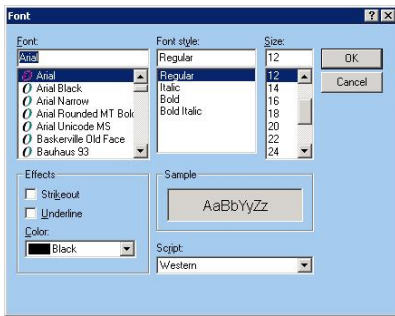 Font
Font:
Font style:
Size:
Arial
Regular
12
OK
Cancel
Arial
Arial Black
Arial Narrow
Arial Rounded MT Bol
Arial Unicode MS
Baskerville Old Face
Bauhaus 93
Regular
Italic
Bold
Bold Italic
12
14
16
18
20
22
24
Effects
Strikeout
Underline
Color:
Black
Sample
AaBbYyZz
Script:
Western